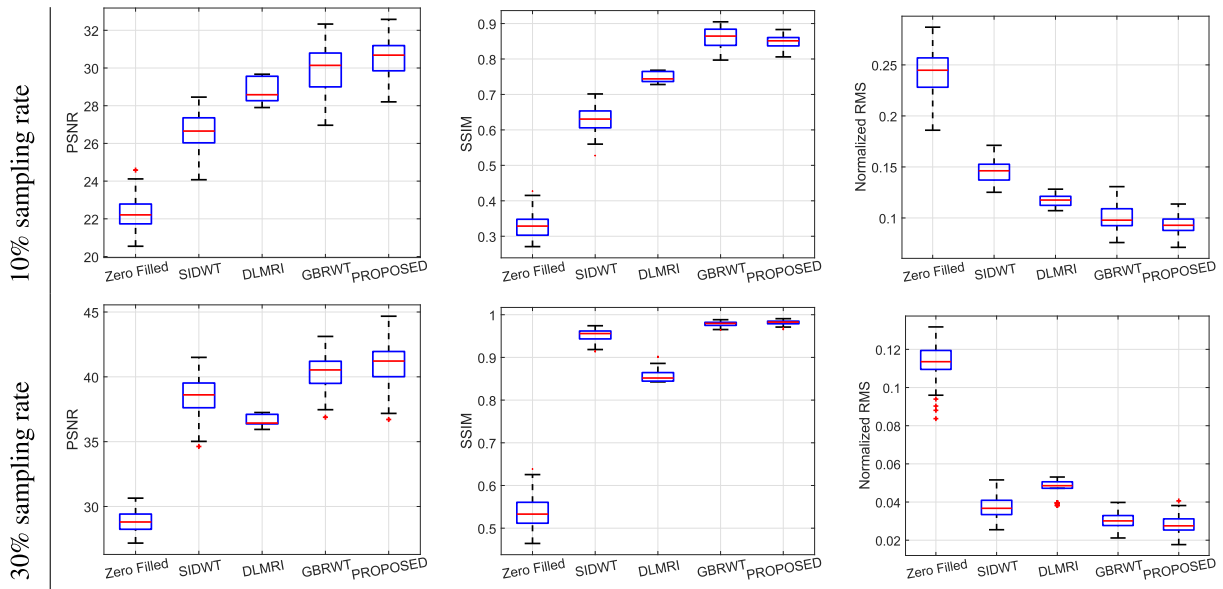 10% sampling rate
PSNR
32
30
28
26
24
22
20
Zero Filled
SIDWT
DLMRI
GBRWT
PROPOSED
SSIM
0.9
0.8
0.7
0.6
0.5
0.4
0.3
Zero Filled
SIDWT
DLMRI
GBRWT
PROPOSED
Normalized RMS
0.25
0.2
0.15
0.1
Zero Filled
SIDWT
DLMRI
GBRWT
PROPOSED
30% sampling rate
PSNR
45
40
35
30
Zero Filled
SIDWT
DLMRI
GBRWT
PROPOSED
SSIM
1
0.9
0.8
0.7
0.6
0.5
Zero Filled
SIDWT
DLMRI
GBRWT
PROPOSED
Normalized RMS
0.12
0.1
0.08
0.06
0.04
0.02
Zero Filled
SIDWT
DLMRI
GBRWT
PROPOSED